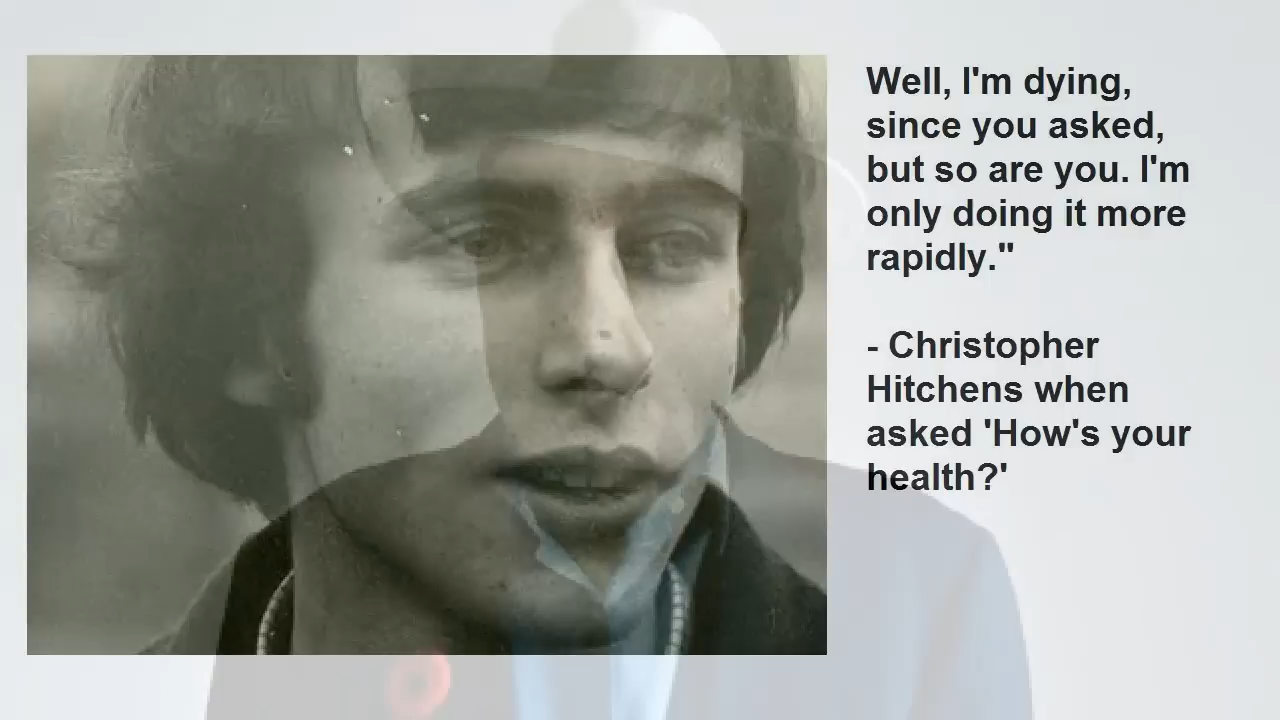 Well, I'm dying,
since you asked,
but so are you. I'm
only doing it more
rapidly."
- Christopher
Hitchens when
asked 'How's your
health?'